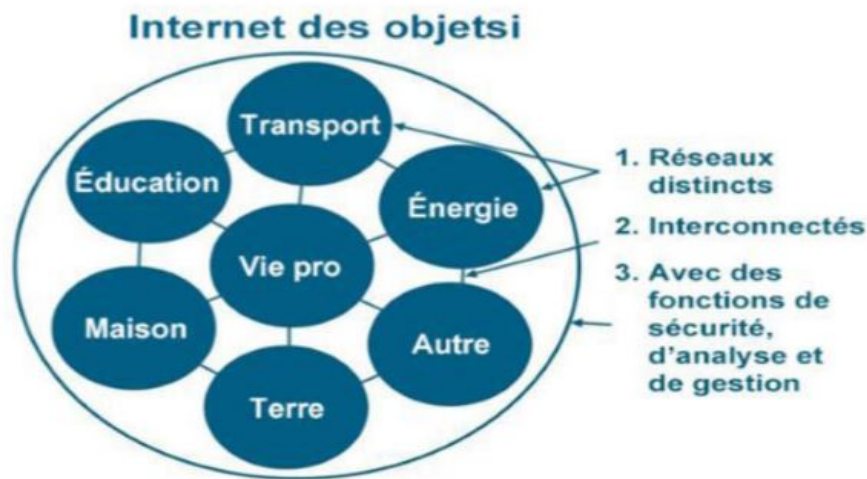 Internet des objetsi
Transport
Éducation
Énergie
Vie pro
Maison
Autre
Terre
1. Réseaux
distincts
2. Interconnectés
3. Avec des
fonctions de
sécurité,
d'analyse et
de gestion